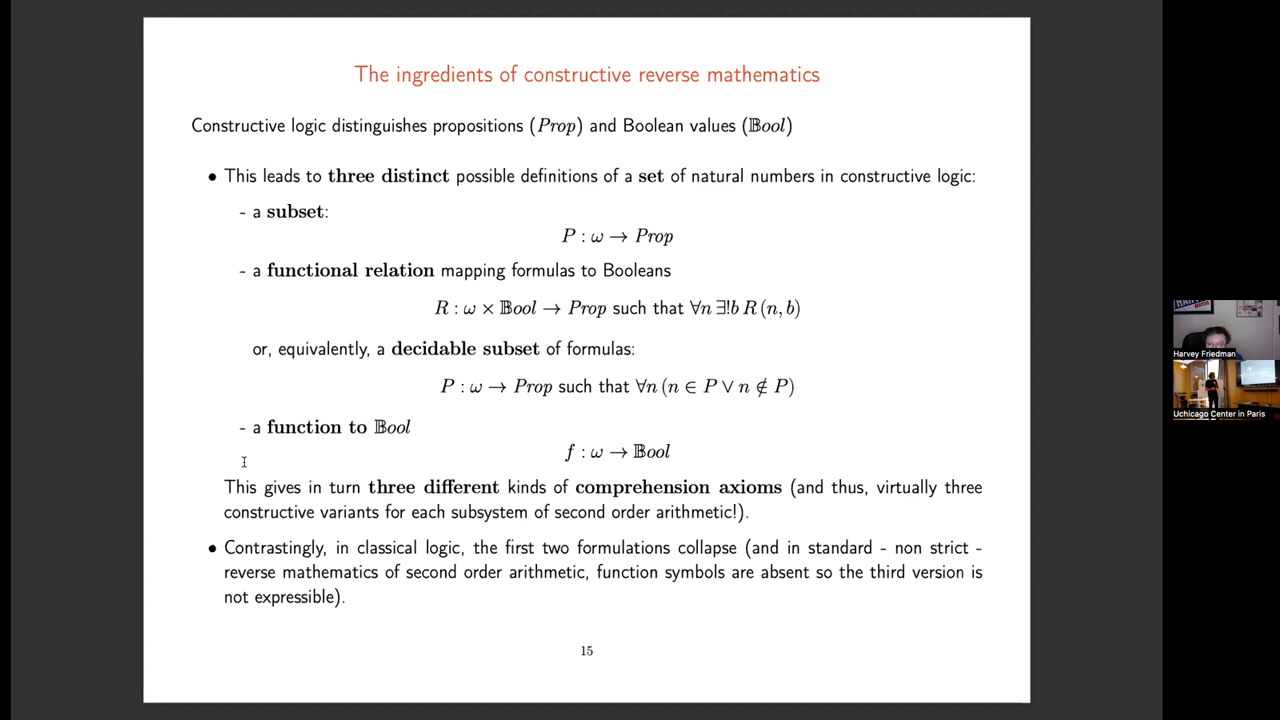 The ingredients of constructive reverse mathematics
Constructive logic distinguishes propositions (Prop) and Boolean values (𝔹ool)
• This leads to three distinct possible definitions of a set of natural numbers in constructive logic:
- a subset:
P : ω → Prop
- a functional relation mapping formulas to Booleans
R : ω × 𝔹ool → Prop such that ∀n ∃!b R (n, b)
or, equivalently, a decidable subset of formulas:
P : ω → Prop such that ∀n (n ∈ P ∨ n ∉ P)
- a function to 𝔹ool
f : ω → 𝔹ool
This gives in turn three different kinds of comprehension axioms (and thus, virtually three
constructive variants for each subsystem of second order arithmetic!).
• Contrastingly, in classical logic, the first two formulations collapse (and in standard - non strict -
reverse mathematics of second order arithmetic, function symbols are absent so the third version is
not expressible).
15
Harvey Friedman
Uchicago Center in Paris